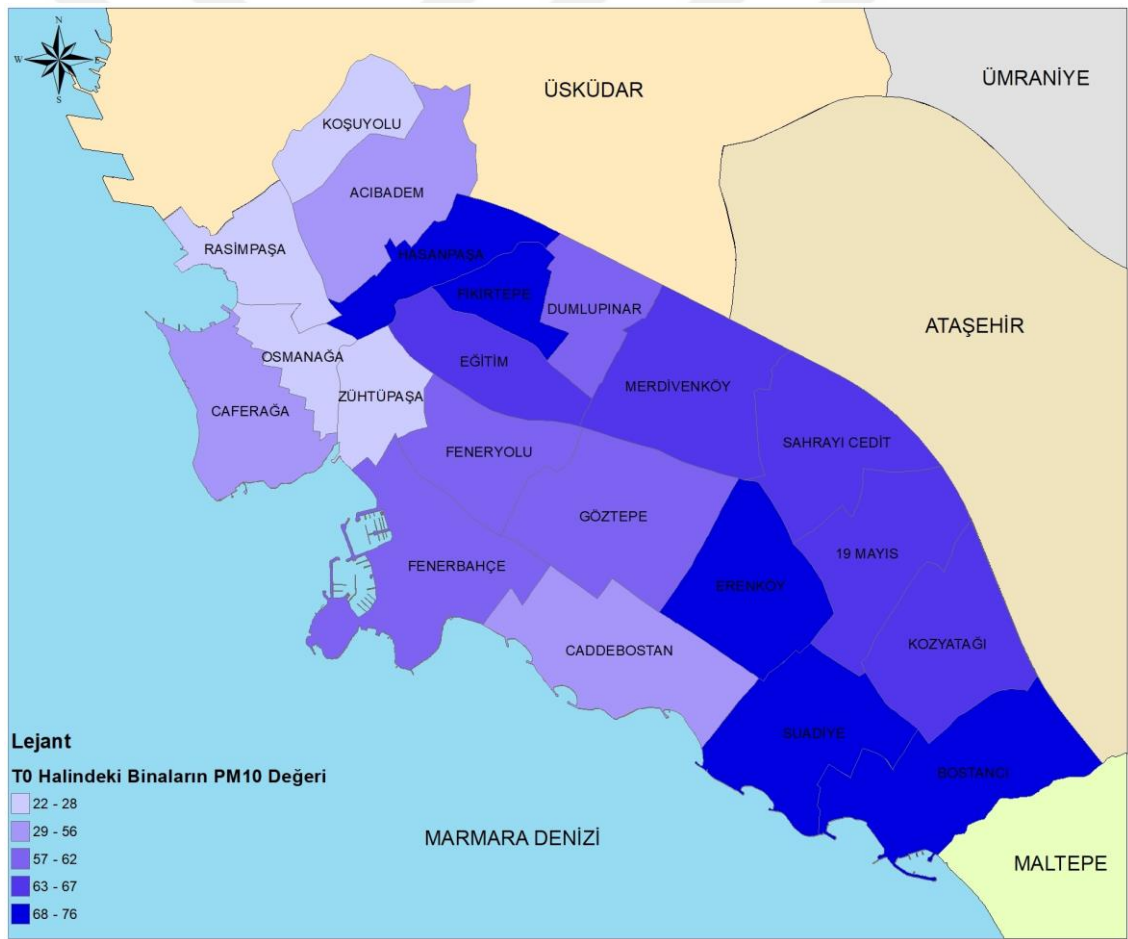 N
W
E
S
ÜSKÜDAR
ÜMRANİYE
KOŞUYOLU
ACIBADEM
RASİMPAŞA
HASANPAŞA
FİKİRTEPE
DUMLUPINAR
ATAŞEHİR
OSMANAĞA
EĞİTİM
MERDİVENKÖY
ZÜHTÜPAŞA
CAFERAĞA
SAHRAYI CEDİT
FENERYOLU
GÖZTEPE
19 MAYIS
FENERBAHÇE
ERENKÖY
CADDEBOSTAN
KOZYATAĞI
SUADİYE
BOSTANCI
MARMARA DENİZİ
MALTEPE
Lejant
T0 Halindeki Binaların PM10 Değeri
22 - 28
29 - 56
57 - 62
63 - 67
68 - 76